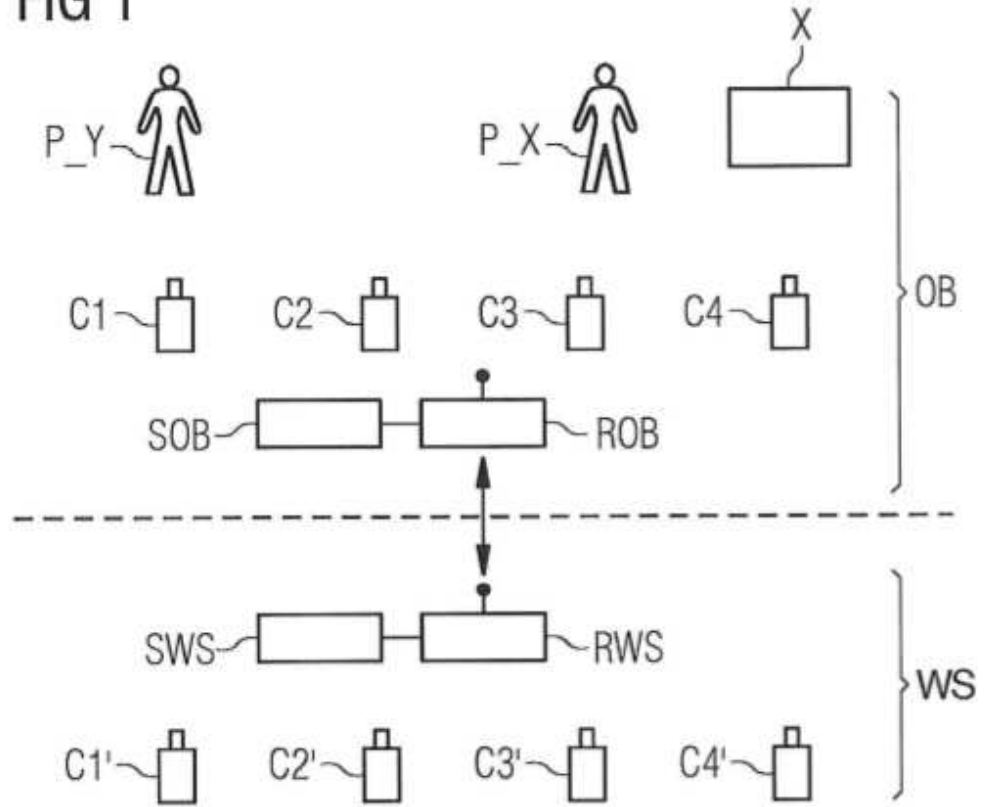 FIG 1
X
P_Y P_X
OB
C1 C2 C3 C4
SOB ROB
SWS RWS
WS
C1' C2' C3' C4'